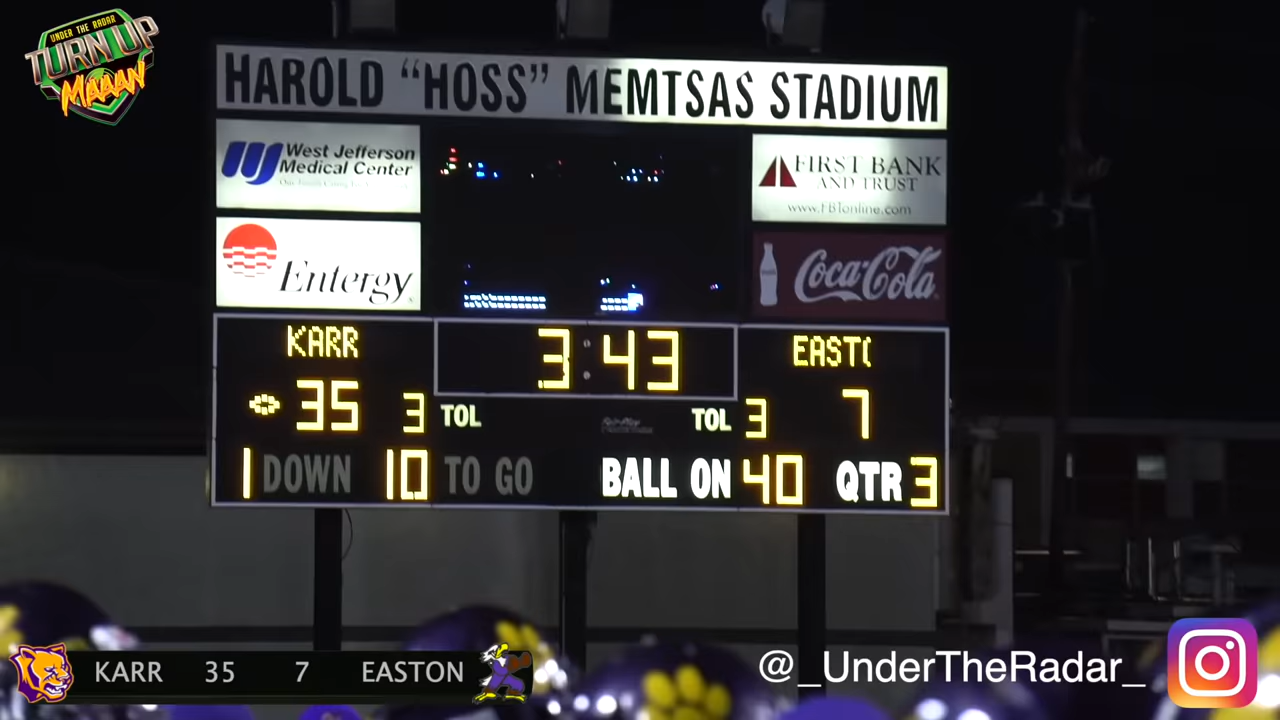 UNDER THE RADAR
TURN UP
MAAAN
HAROLD “HOSS” MEMTSAS STADIUM
West Jefferson
Medical Center
FIRST BANK
AND TRUST
www.FBTonline.com
Entergy
Coca-Cola
KARR 3:43 EAST(
35 3 TOL TOL 3 7
1 DOWN 10 TO GO BALL ON 40 QTR 3
KARR 35 7 EASTON
@_UnderTheRadar_